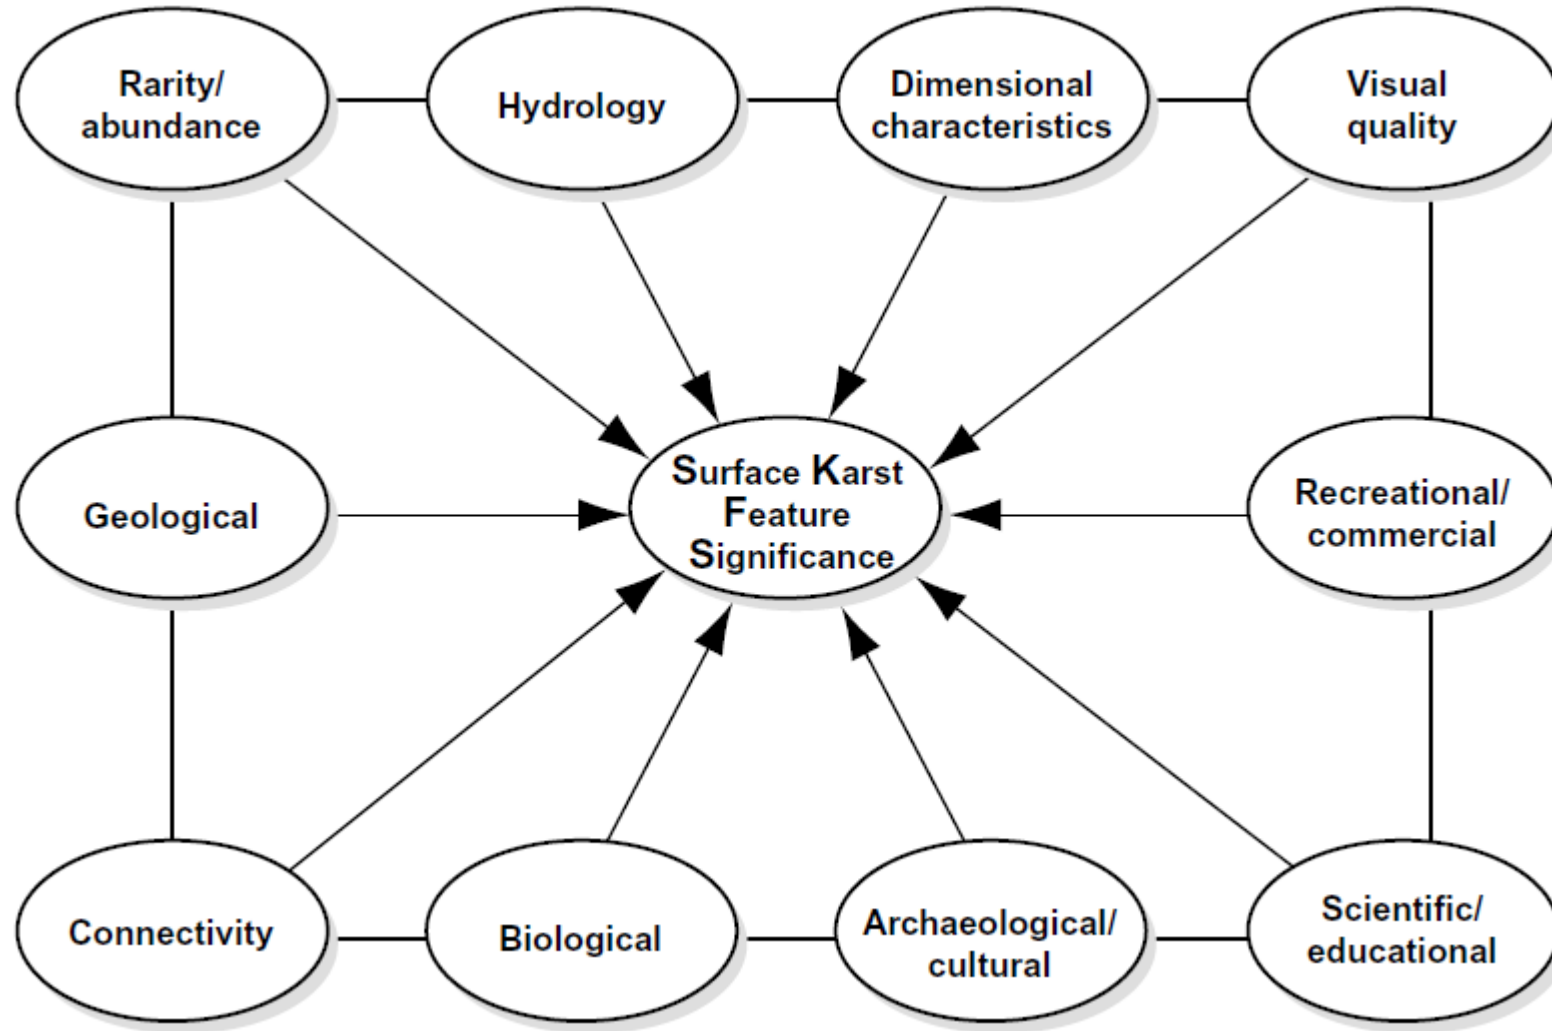 Rarity/
abundance
Hydrology
Dimensional
characteristics
Visual
quality
Geological
Surface Karst
Feature
Significance
Recreational/
commercial
Connectivity
Biological
Archaeological/
cultural
Scientific/
educational